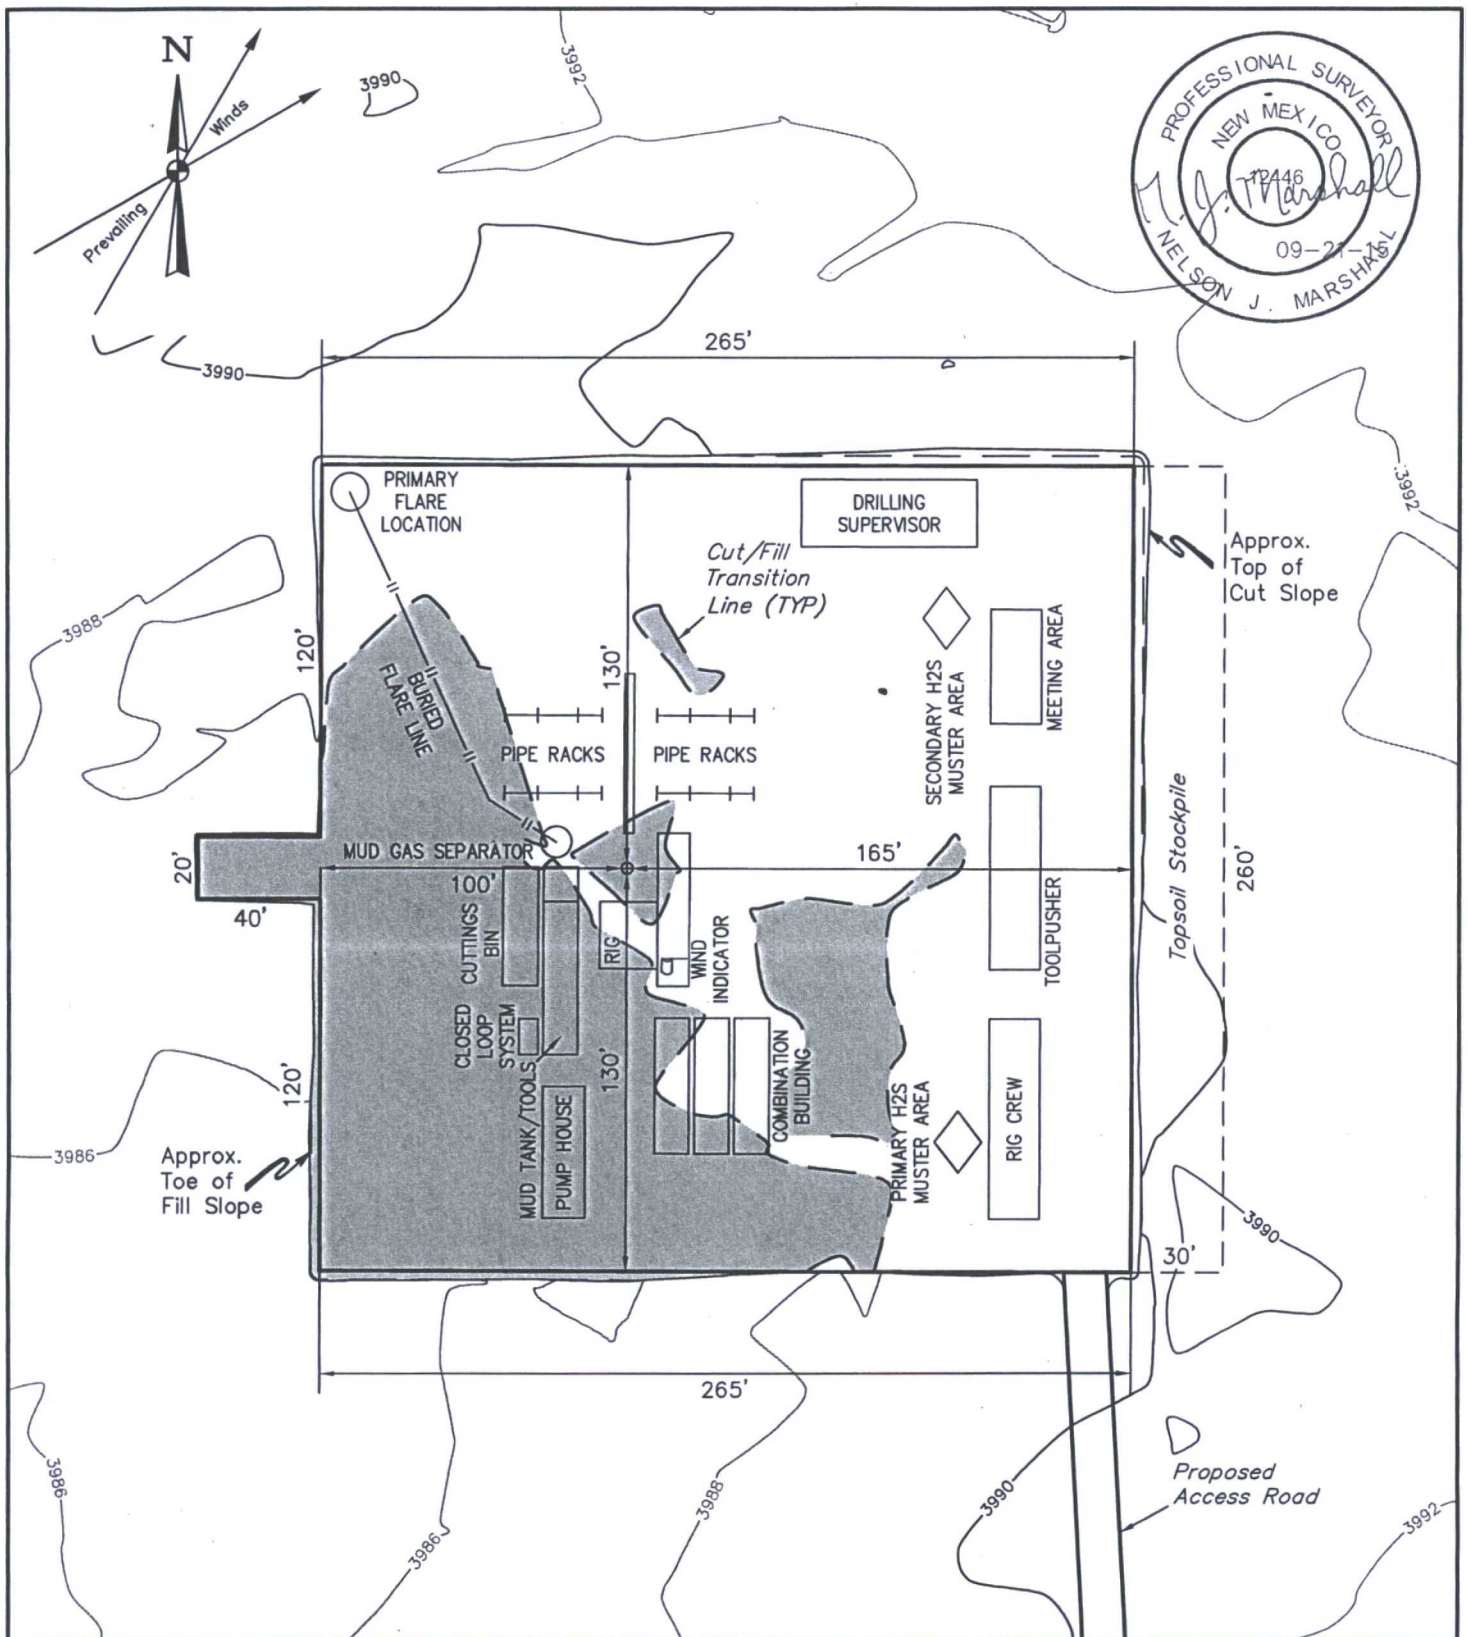 N
Winds
Prevailing
3990
3992
PROFESSIONAL SURVEYOR
NEW MEXICO
12446
N. J. Marshall
NELSON J. MARSHALL
3990
265'
PRIMARY
FLARE
LOCATION
DRILLING
SUPERVISOR
3992
Approx.
Top of
Cut Slope
Cut/Fill
Transition
Line (TYP)
3988
120'
BURIED
FLARE LINE
130'
SECONDARY H2S
MUSTER AREA
MEETING AREA
PIPE RACKS
PIPE RACKS
Topsoil Stockpile
20'
MUD GAS SEPARATOR
165'
260'
100'
40'
CUTTINGS
BIN
RIG
WIND
INDICATOR
TOOLPUSHER
CLOSED
LOOP
SYSTEM
120'
130'
MUD TANK/TOOLS
PUMP HOUSE
COMBINATION
BUILDING
PRIMARY H2S
MUSTER AREA
RIG CREW
3986
Approx.
Toe of
Fill Slope
3990
30'
265'
3986
3986
3988
3990
Proposed
Access Road
3992